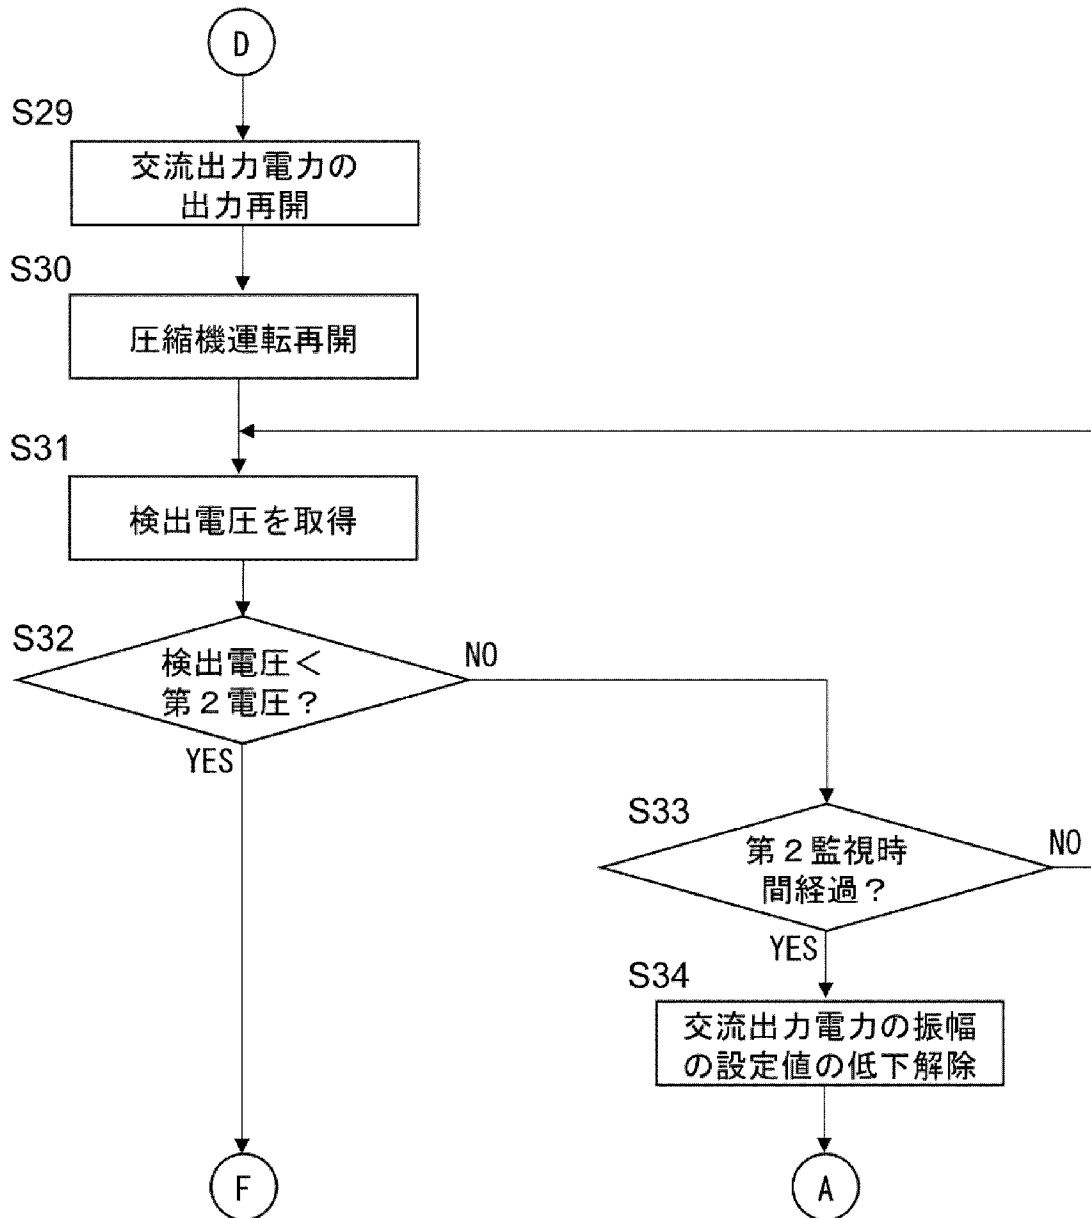 D
S29
交流出力電力の
出力再開
S30
圧縮機運転再開
S31
検出電圧を取得
S32
検出電圧＜
第２電圧？
NO
YES
S33
第２監視時
間経過？
NO
YES
S34
交流出力電力の振幅
の設定値の低下解除
F
A